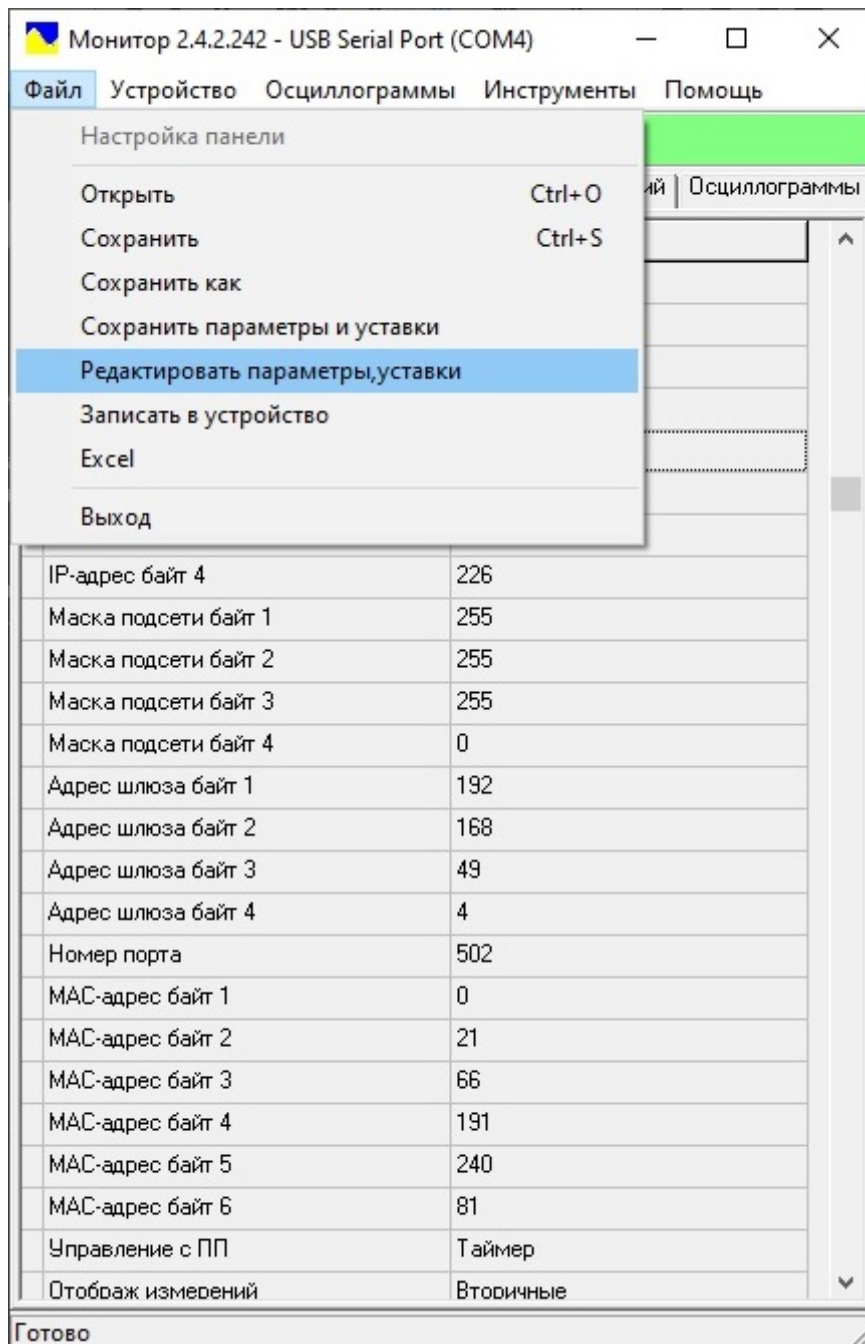 Монитор 2.4.2.242 - USB Serial Port (COM4)
Файл Устройство Осциллограммы Инструменты Помощь
Настройка панели
ий Осциллограммы
Открыть Ctrl+O
Сохранить Ctrl+S
Сохранить как
Сохранить параметры и уставки
Редактировать параметры,уставки
Записать в устройство
Excel
Выход
IP-адрес байт 4 226
Маска подсети байт 1 255
Маска подсети байт 2 255
Маска подсети байт 3 255
Маска подсети байт 4 0
Адрес шлюза байт 1 192
Адрес шлюза байт 2 168
Адрес шлюза байт 3 49
Адрес шлюза байт 4 4
Номер порта 502
MAC-адрес байт 1 0
MAC-адрес байт 2 21
MAC-адрес байт 3 66
MAC-адрес байт 4 191
MAC-адрес байт 5 240
MAC-адрес байт 6 81
Управление с ПП Таймер
Отображ измерений Вторичные
Готово